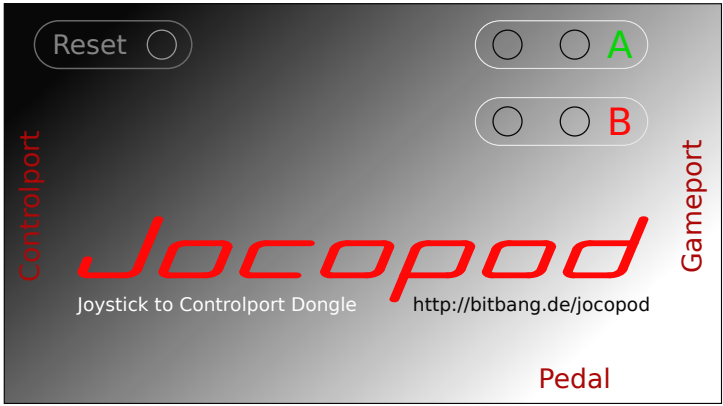 Reset
A
B
Controlport
Gameport
Jocopod
Joystick to Controlport Dongle
http://bitbang.de/jocopod
Pedal